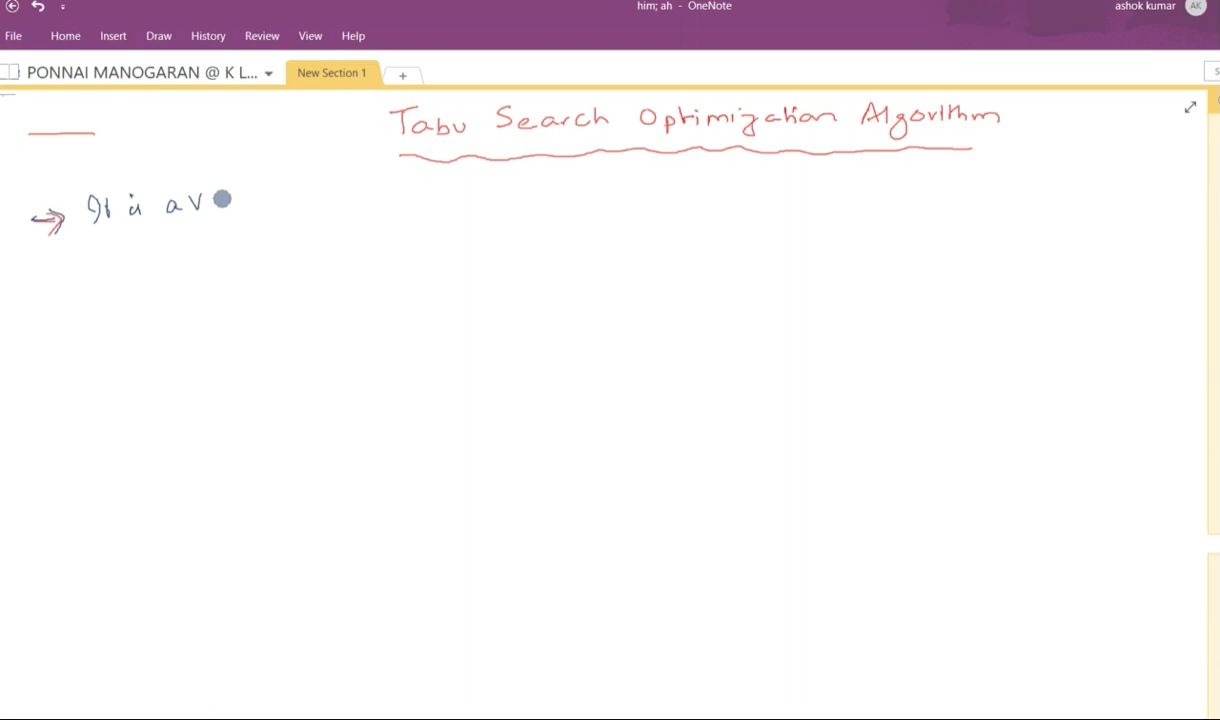 him; ah - OneNote
ashok kumar AK
File Home Insert Draw History Review View Help
PONNAI MANOGARAN @ K L... New Section 1 +
Tabu Search Optimization Algorithm
It is a V